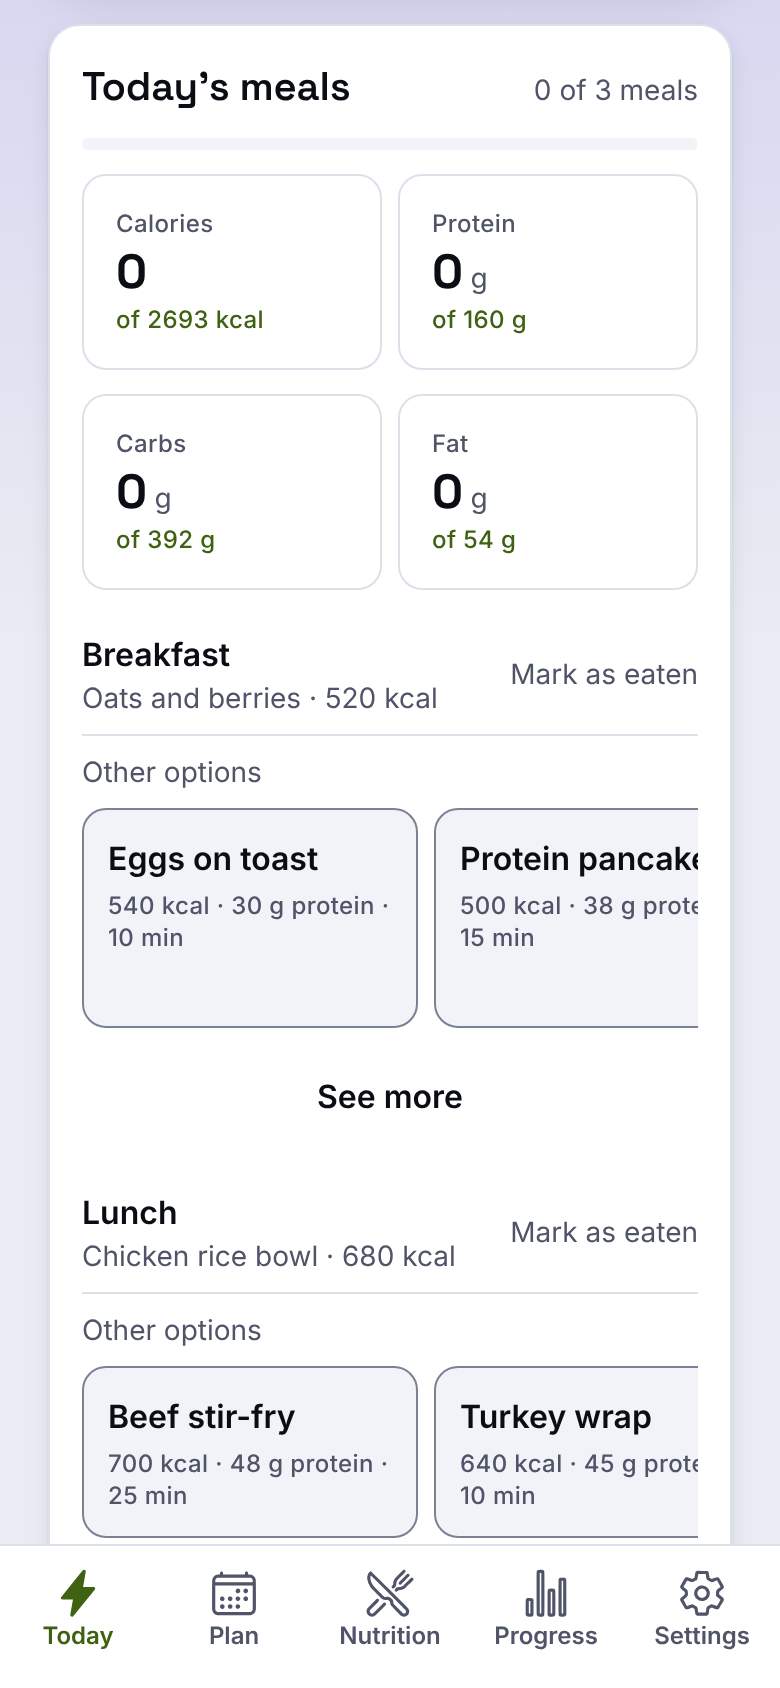 Today's meals
0 of 3 meals
Calories
0
of 2693 kcal
Protein
0 g
of 160 g
Carbs
0 g
of 392 g
Fat
0 g
of 54 g
Breakfast
Oats and berries · 520 kcal
Mark as eaten
Other options
Eggs on toast
540 kcal · 30 g protein ·
10 min
Protein
500 kcal · 38 g
15 min
See more
Lunch
Chicken rice bowl · 680 kcal
Mark as eaten
Other options
Beef stir-fry
700 kcal · 48 g protein ·
25 min
Turkey wrap
640 kcal · 45 g
10 min
Today
Plan
Nutrition
Progress
Settings